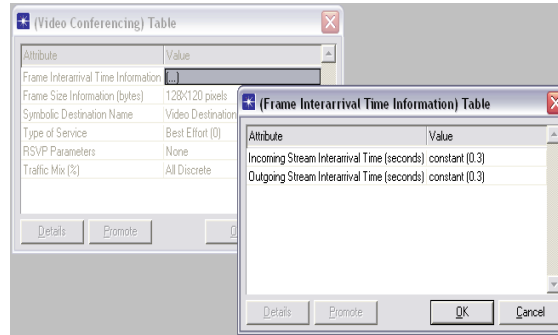 (Video Conferencing) Table
Attribute Value
Frame Interarrival Time Information (...)
Frame Size Information (bytes) 128X120 pixels
Symbolic Destination Name Video Destination
Type of Service Best Effort (0)
RSVP Parameters None
Traffic Mix (%) All Discrete
Details Promote
(Frame Interarrival Time Information) Table
Attribute Value
Incoming Stream Interarrival Time (seconds) constant (0.3)
Outgoing Stream Interarrival Time (seconds) constant (0.3)
Details Promote OK Cancel